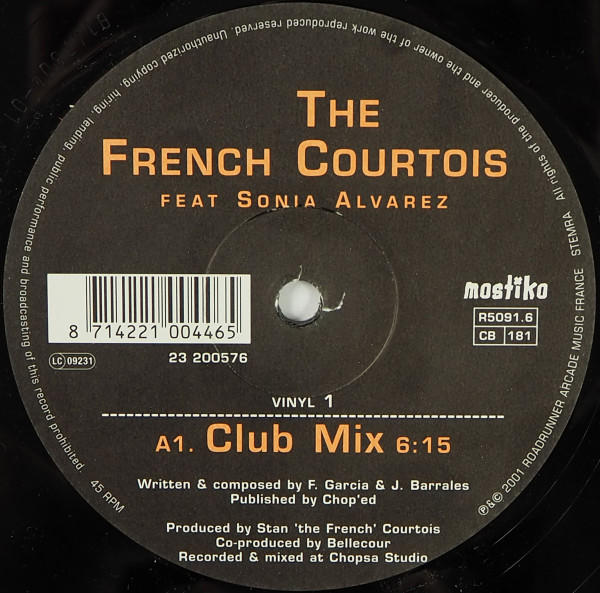 THE
FRENCH COURTOIS
FEAT SONIA ALVAREZ
8 714221 004465
LC 09231
23 200576
mostiko
R5091.6
CB 181
VINYL 1
A1. Club Mix 6:15
Written & composed by F. Garcia & J. Barrales
Published by Chop'ed
Produced by Stan 'the French' Courtois
Co-produced by Bellecour
Recorded & mixed at Chopsa Studio
45 RPM
℗&© 2001 ROADRUNNER ARCADE MUSIC FRANCE STEMRA All rights of the producer and the owner of the work reproduced reserved. Unauthorized copying, hiring, lending, public performance and broadcasting of this record prohibited.